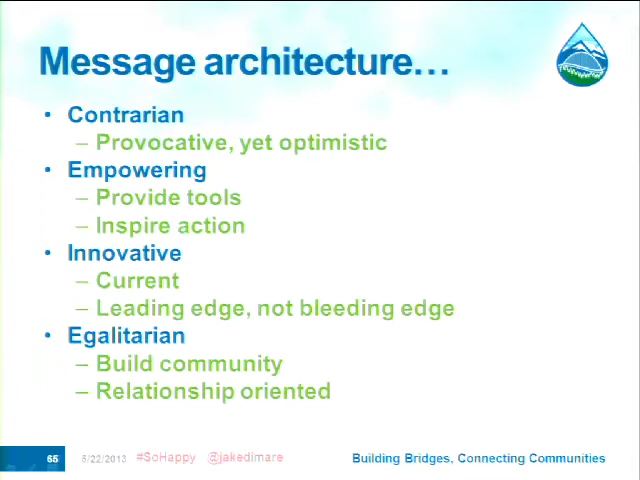 Message architecture…
• Contrarian
– Provocative, yet optimistic
• Empowering
– Provide tools
– Inspire action
• Innovative
– Current
– Leading edge, not bleeding edge
• Egalitarian
– Build community
– Relationship oriented
65 5/22/2013 #SoHappy @jakedimare Building Bridges, Connecting Communities